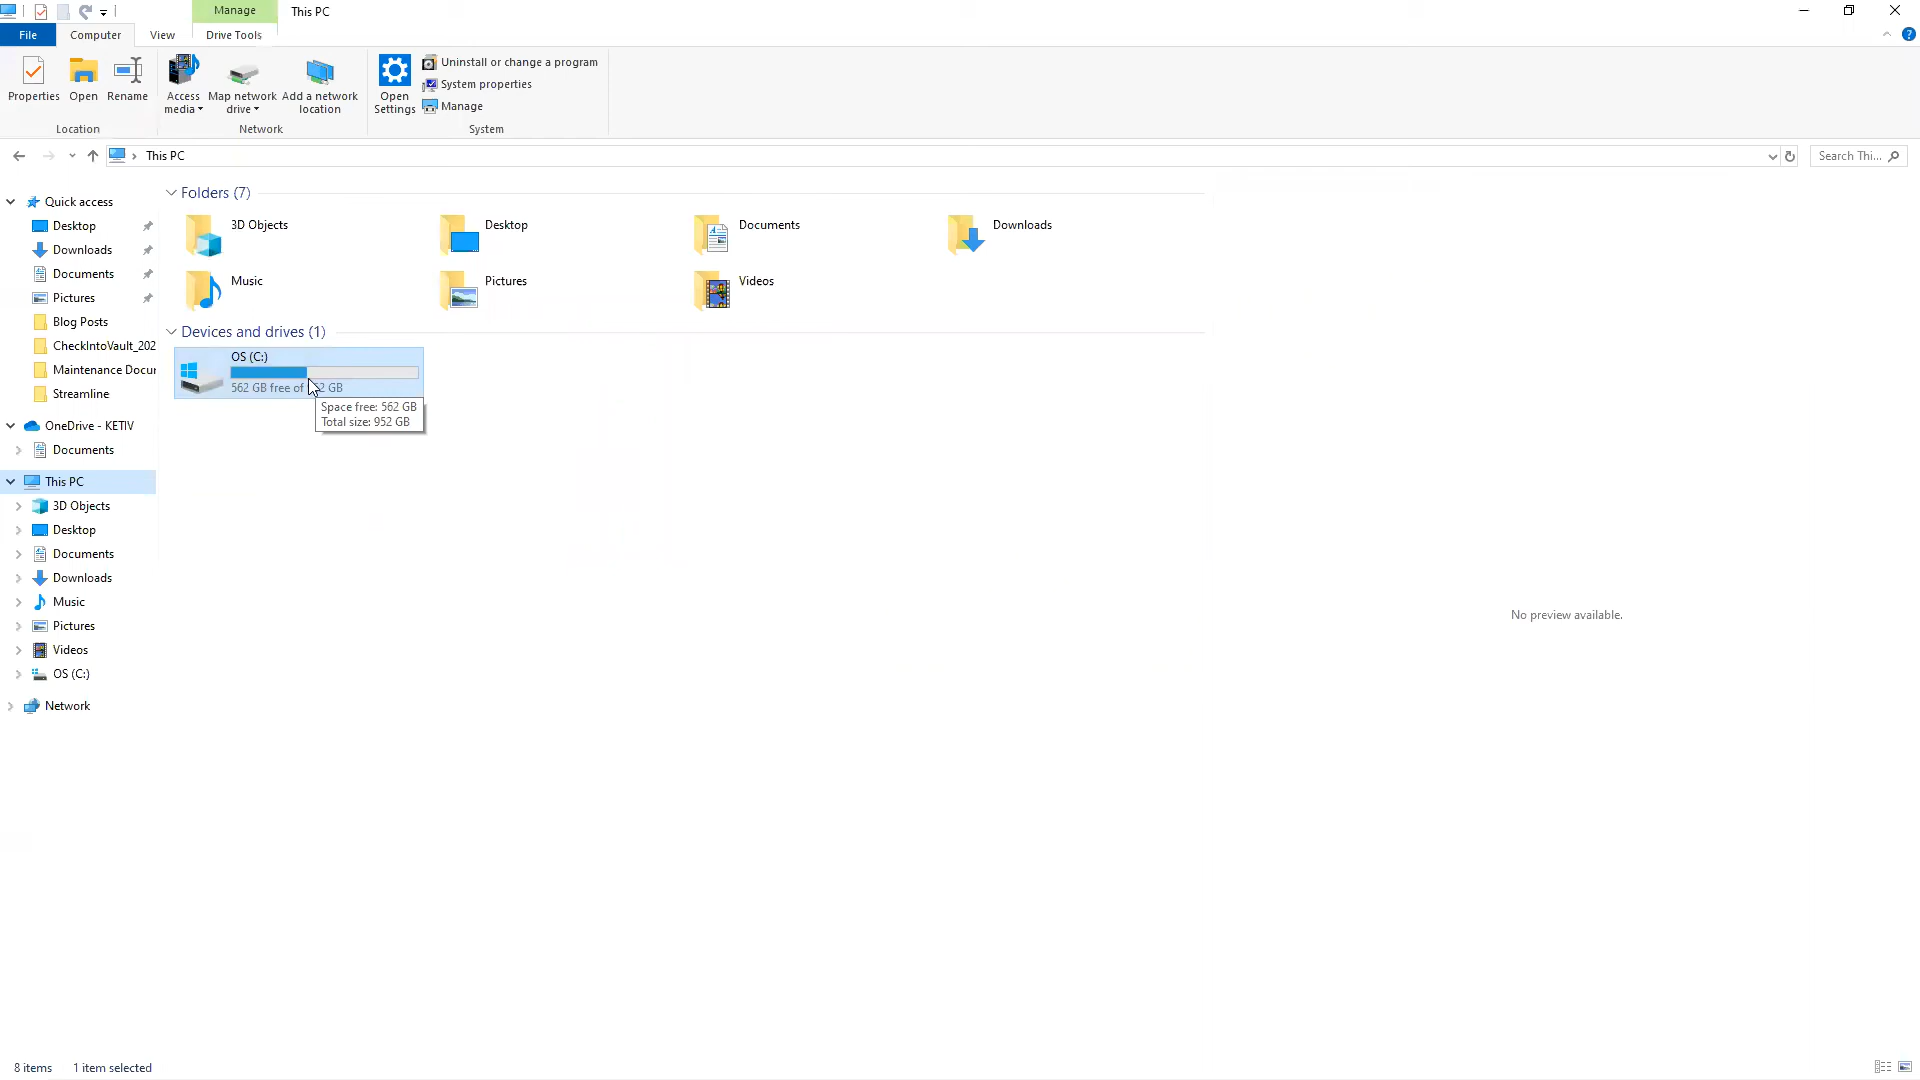 Manage
This PC
File
Computer
View
Drive Tools
Properties
Open
Rename
Access media
Map network drive
Add a network location
Open Settings
Uninstall or change a program
System properties
Manage
Location
Network
System
This PC
Search Thi...
Quick access
Desktop
Downloads
Documents
Pictures
Blog Posts
CheckIntoVault_202
Maintenance Docur
Streamline
OneDrive - KETIV
Documents
This PC
3D Objects
Desktop
Documents
Downloads
Music
Pictures
Videos
OS (C:)
Network
Folders (7)
3D Objects
Desktop
Documents
Downloads
Music
Pictures
Videos
Devices and drives (1)
OS (C:)
562 GB free of 2 GB
Space free: 562 GB
Total size: 952 GB
No preview available.
8 items
1 item selected